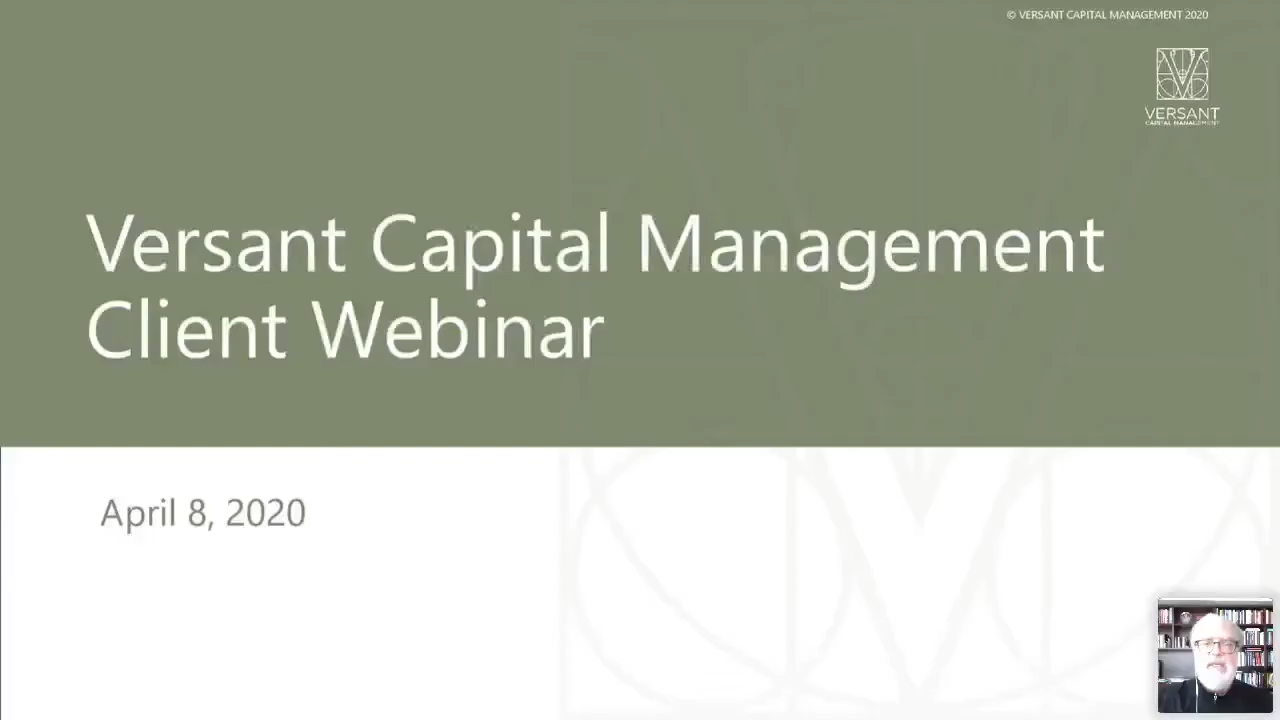 © VERSANT CAPITAL MANAGEMENT 2020
VERSANT
CAPITAL MANAGEMENT
Versant Capital Management
Client Webinar
April 8, 2020